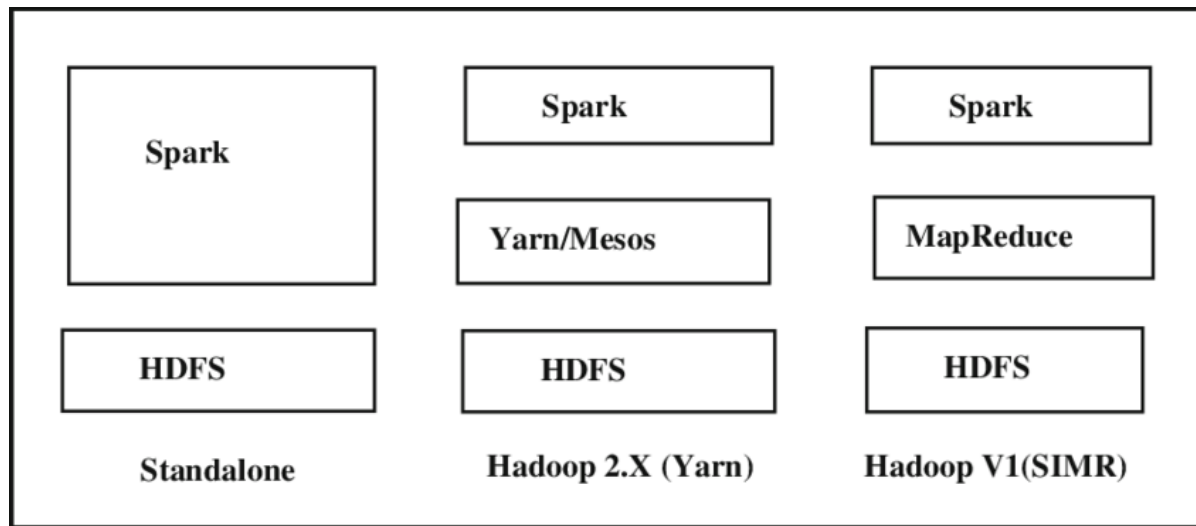 Spark
Yarn/Mesos
HDFS
Standalone
Spark
HDFS
Hadoop 2.X (Yarn)
Spark
MapReduce
HDFS
Hadoop V1(SIMR)